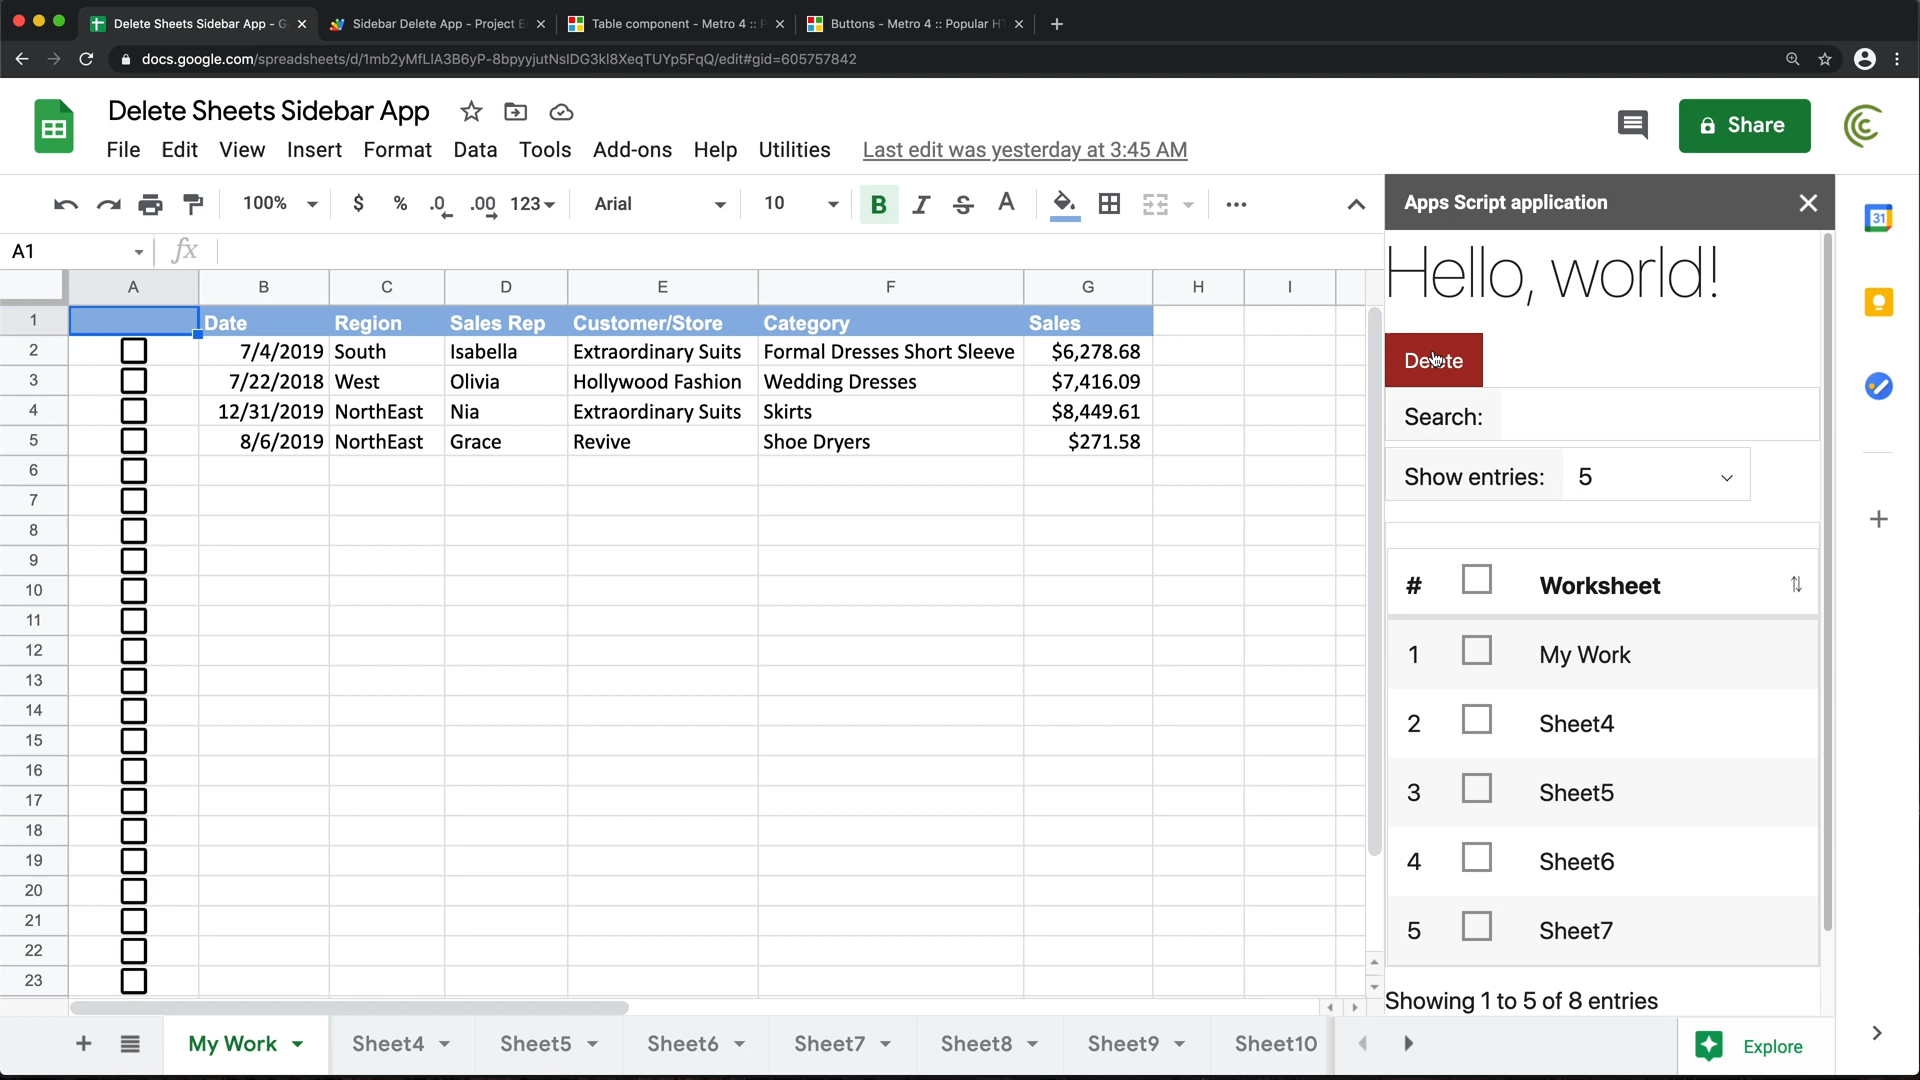 Delete Sheets Sidebar App - G
Sidebar Delete App - Project E
Table component - Metro 4 :: P
Buttons - Metro 4 :: Popular HT
docs.google.com/spreadsheets/d/1mb2yMfLIA3B6yP-8bpyyjutNsIDG3kl8XeqTUYp5FqQ/edit#gid=605757842
Delete Sheets Sidebar App
File Edit View Insert Format Data Tools Add-ons Help Utilities Last edit was yesterday at 3:45 AM
Share
100% $ % .0 .00 123 Arial 10 B I S A
31
A1 fx
Apps Script application
A B C D E F G H I
1 Date Region Sales Rep Customer/Store Category Sales
2 7/4/2019 South Isabella Extraordinary Suits Formal Dresses Short Sleeve $6,278.68
3 7/22/2018 West Olivia Hollywood Fashion Wedding Dresses $7,416.09
4 12/31/2019 NorthEast Nia Extraordinary Suits Skirts $8,449.61
5 8/6/2019 NorthEast Grace Revive Shoe Dryers $271.58
6
7
8
9
10
11
12
13
14
15
16
17
18
19
20
21
22
23
Hello, world!
Delete
Search:
Show entries: 5
# Worksheet
1 My Work
2 Sheet4
3 Sheet5
4 Sheet6
5 Sheet7
Showing 1 to 5 of 8 entries
My Work Sheet4 Sheet5 Sheet6 Sheet7 Sheet8 Sheet9 Sheet10
Explore